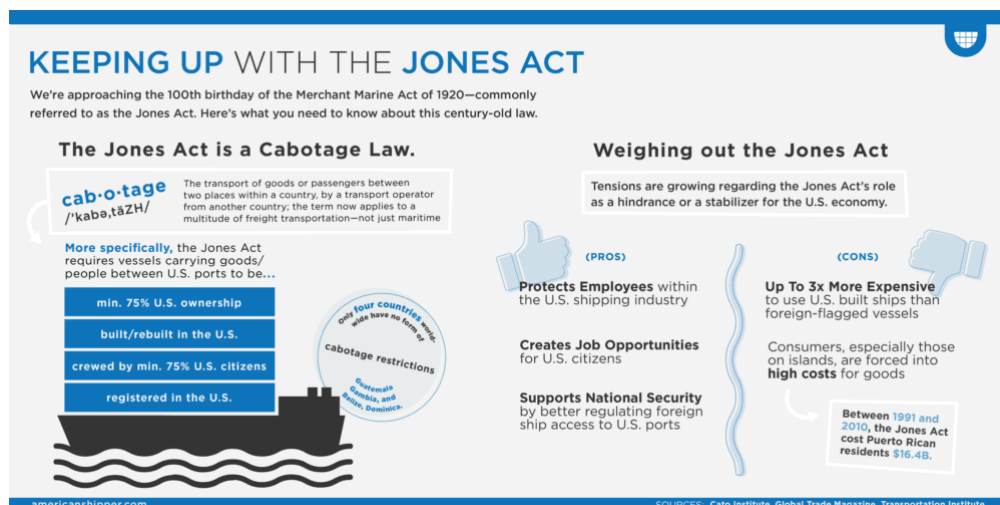 KEEPING UP WITH THE JONES ACT
We're approaching the 100th birthday of the Merchant Marine Act of 1920—commonly
referred to as the Jones Act. Here's what you need to know about this century-old law.
The Jones Act is a Cabotage Law.
cab·o·tage
/'kabə,täZH/
The transport of goods or passengers between
two places within a country, by a transport operator
from another country; the term now applies to a
multitude of freight transportation—not just maritime
More specifically, the Jones Act
requires vessels carrying goods/
people between U.S. ports to be...
min. 75% U.S. ownership
built/rebuilt in the U.S.
crewed by min. 75% U.S. citizens
registered in the U.S.
Only four countries world-
wide have no form of
cabotage restrictions
Guatemala
Gambia, and
Belize, Dominica.
Weighing out the Jones Act
Tensions are growing regarding the Jones Act's role
as a hindrance or a stabilizer for the U.S. economy.
(PROS)
Protects Employees within
the U.S. shipping industry
Creates Job Opportunities
for U.S. citizens
Supports National Security
by better regulating foreign
ship access to U.S. ports
(CONS)
Up To 3x More Expensive
to use U.S. built ships than
foreign-flagged vessels
Consumers, especially those
on islands, are forced into
high costs for goods
Between 1991 and
2010, the Jones Act
cost Puerto Rican
residents $16.4B.
americanshipper.com
SOURCES: Cato Institute, Global Trade Magazine, Transportation Institute